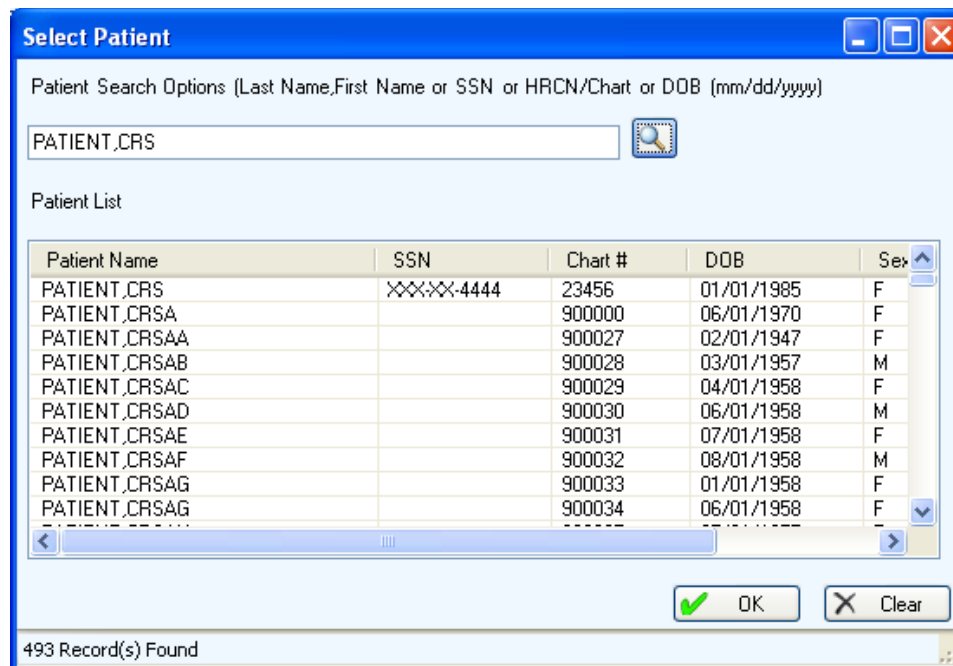 Select Patient
Patient Search Options (Last Name,First Name or SSN or HRCN/Chart or DOB (mm/dd/yyyy)
PATIENT,CRS
Patient List
Patient Name SSN Chart # DOB Sex
PATIENT,CRS XXX-XX-4444 23456 01/01/1985 F
PATIENT,CRSA 900000 06/01/1970 F
PATIENT,CRSAA 900027 02/01/1947 F
PATIENT,CRSAB 900028 03/01/1957 M
PATIENT,CRSAC 900029 04/01/1958 F
PATIENT,CRSAD 900030 06/01/1958 M
PATIENT,CRSAE 900031 07/01/1958 F
PATIENT,CRSAF 900032 08/01/1958 M
PATIENT,CRSAG 900033 01/01/1958 F
PATIENT,CRSAG 900034 06/01/1958 F
OK Clear
493 Record(s) Found